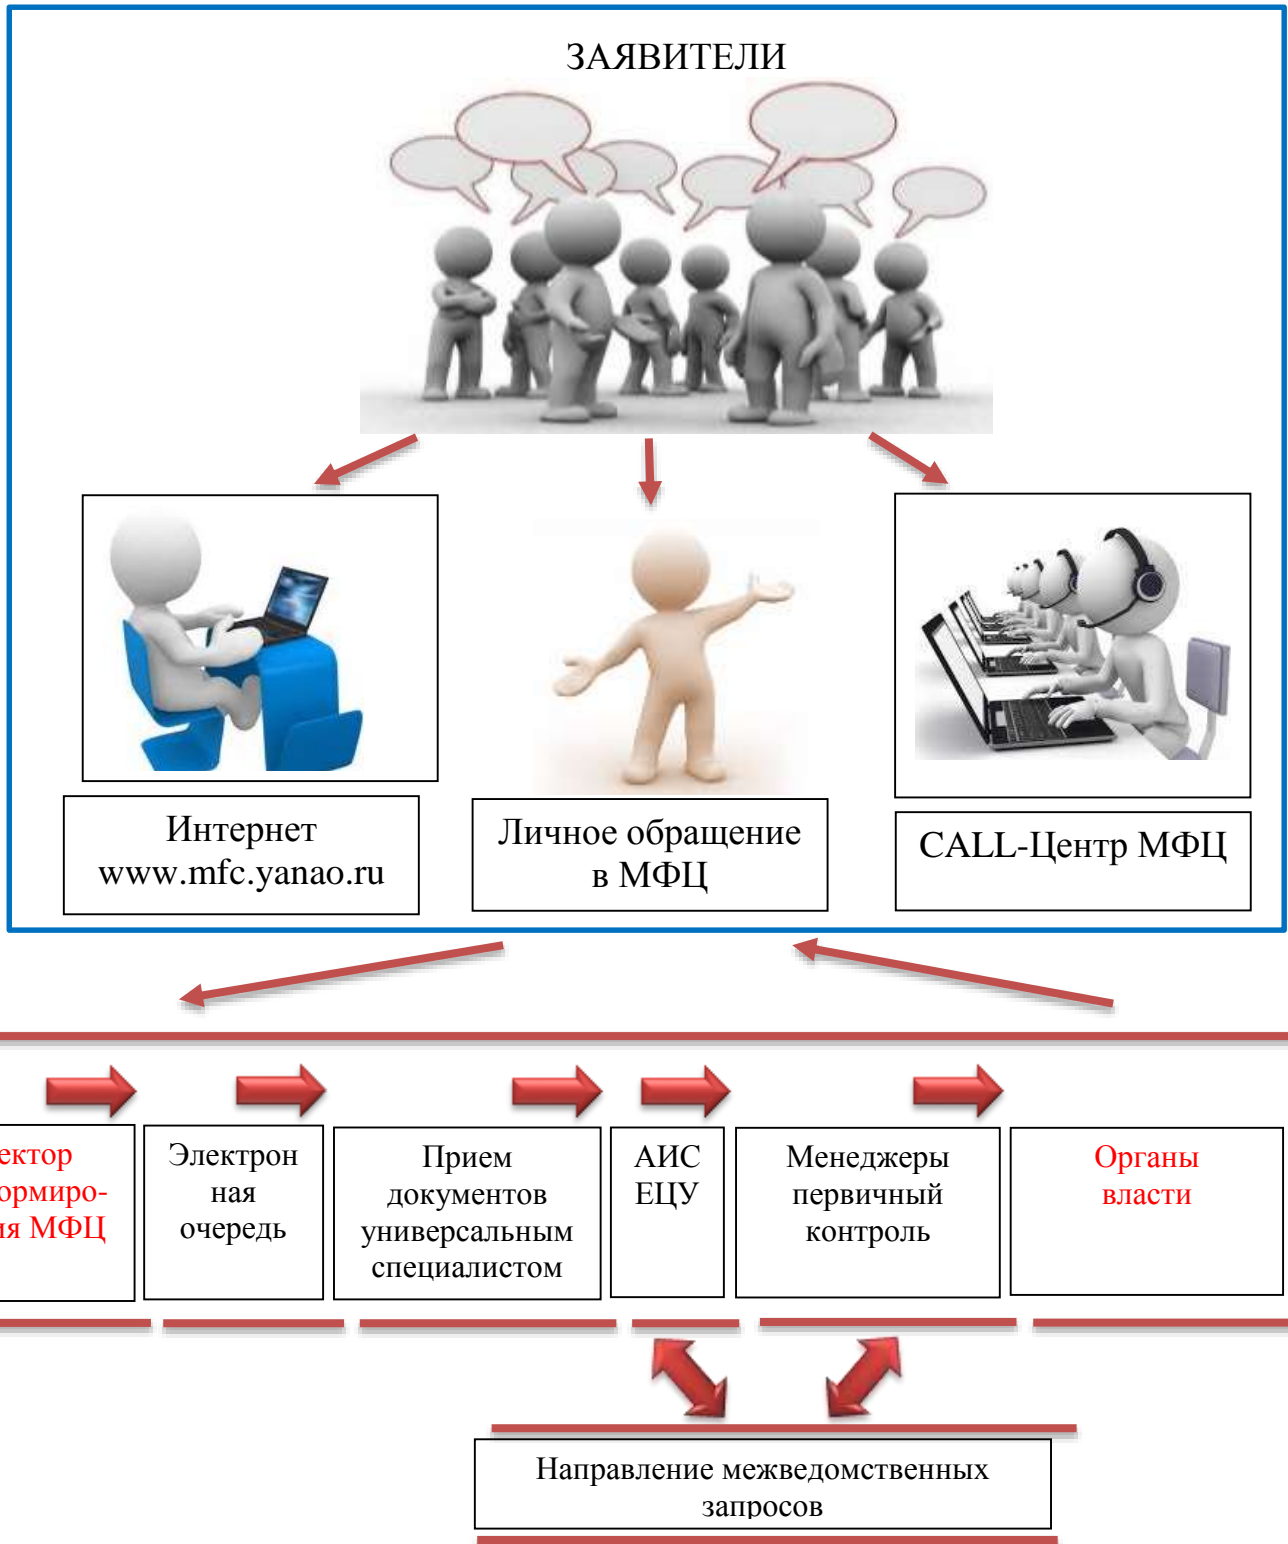 ЗАЯВИТЕЛИ
Интернет
www.mfc.yanao.ru
Личное обращение
в МФЦ
CALL-Центр МФЦ
МФЦ
Электрон
ная
очередь
Прием
документов
универсальным
специалистом
АИС
ЕЦУ
Менеджеры
первичный
контроль
Органы
власти
Направление межведомственных
запросов